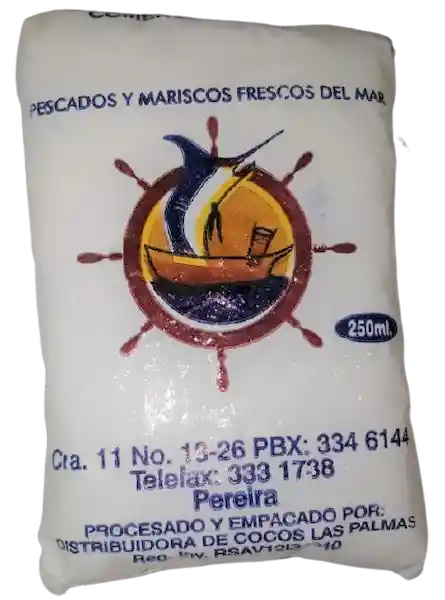 PESCADOS Y MARISCOS FRESCOS DEL MAR
250ml.
Cra. 11 No. 13-26 PBX: 334 6144
Telefax: 333 1738
Pereira
PROCESADO Y EMPACADO POR:
DISTRIBUIDORA DE COCOS LAS PALMAS